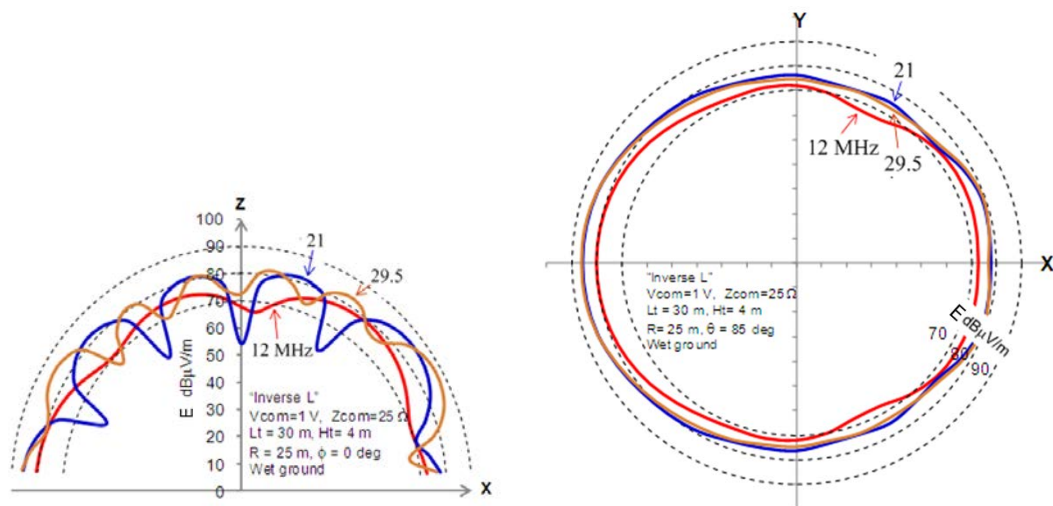 Z
100
90
80
70
60
50
40
30
20
10
0
E dBµV/m
21
29.5
12 MHz
"Inverse L"
Vcom=1 V, Zcom=25 Ω
Lt = 30 m, Ht= 4 m
R = 25 m, ϕ = 0 deg
Wet ground
X
Y
21
12 MHz
29.5
X
"Inverse L"
Vcom=1 V, Zcom=25 Ω
Lt = 30 m, Ht= 4 m
R= 25 m, θ = 85 deg
Wet ground
E dBµV/m
70
80
90